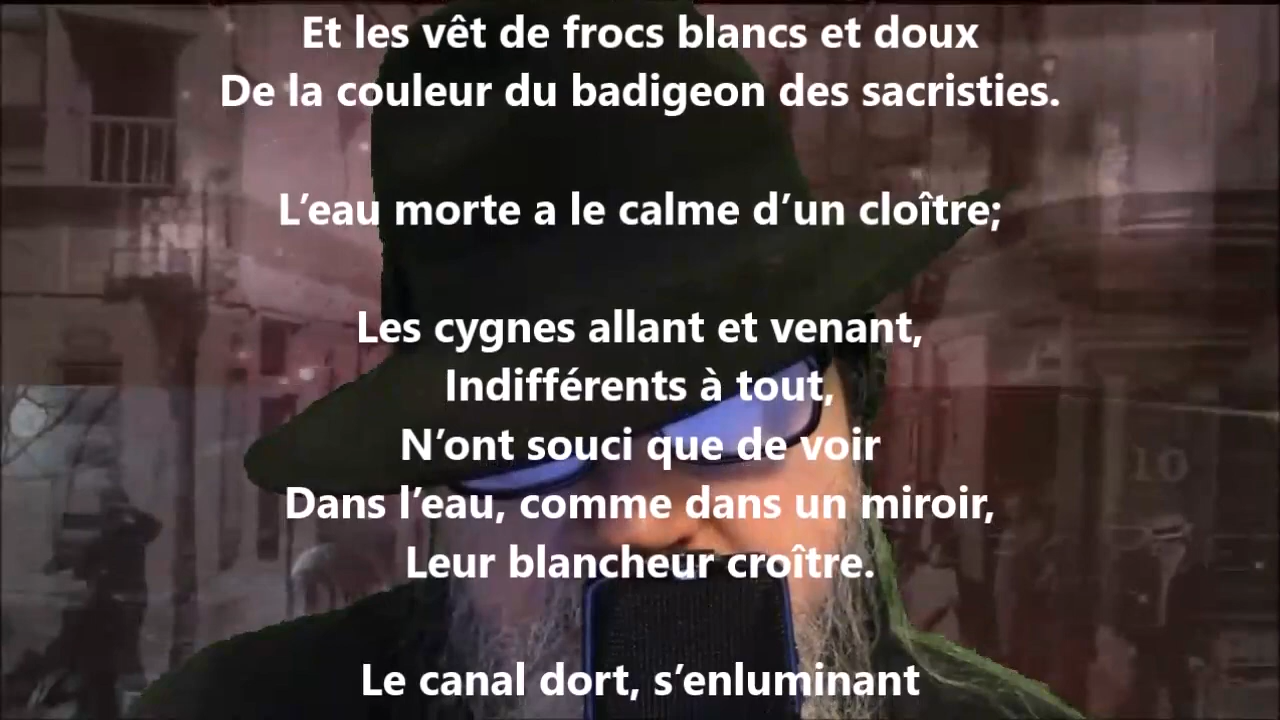 Et les vêt de frocs blancs et doux
De la couleur du badigeon des sacristies.
L’eau morte a le calme d’un cloître;
Les cygnes allant et venant,
Indifférents à tout,
N’ont souci que de voir
Dans l’eau, comme dans un miroir,
Leur blancheur croître.
10
Le canal dort, s’enluminant